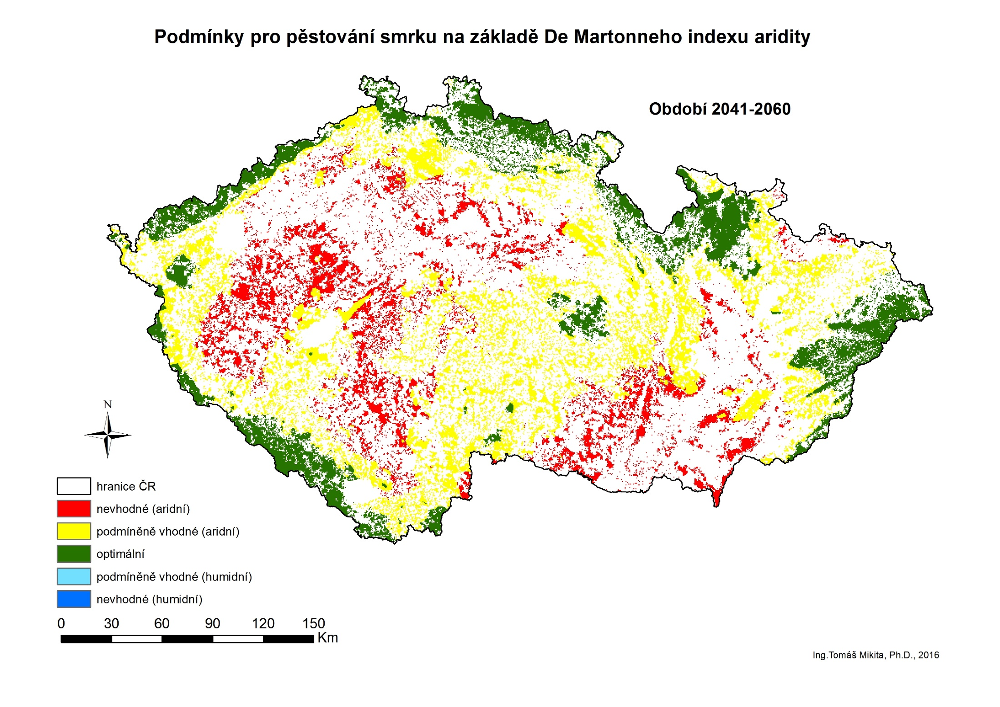 Podmínky pro pěstování smrku na základě De Martonneho indexu aridity
Období 2041-2060
N
hranice ČR
nevhodné (aridní)
podmíněně vhodné (aridní)
optimální
podmíněně vhodné (humidní)
nevhodné (humidní)
0 30 60 90 120 150
Km
Ing.Tomáš Mikita, Ph.D., 2016